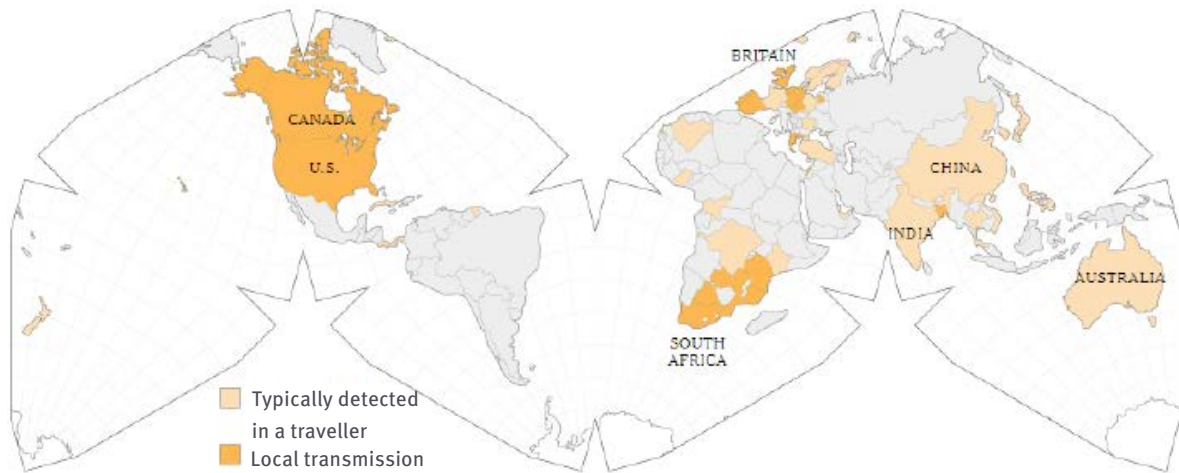 BRITAIN
CANADA
U.S.
CHINA
INDIA
AUSTRALIA
SOUTH
AFRICA
Typically detected
in a traveller
Local transmission